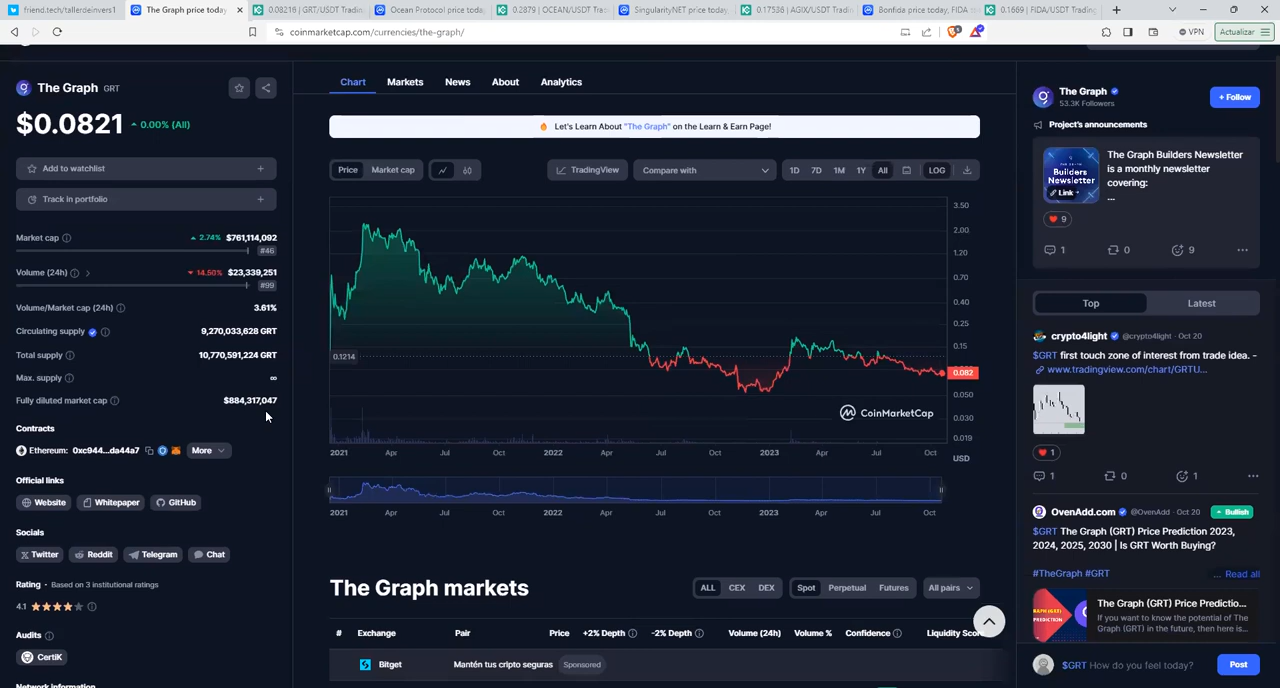 friend.tech/tallerdeinvers1
The Graph price today
0.08216 | GRT/USDT Tradin
Ocean Protocol price today,
0.2879 | OCEAN/USDT Trad
SingularityNET price today,
0.17536 | AGIX/USDT Tradin
Bonfida price today, FIDA to
0.1669 | FIDA/USDT Trading
coinmarketcap.com/currencies/the-graph/
VPN
Actualizar
The Graph GRT
$0.0821 0.00% (All)
Add to watchlist
Track in portfolio
Market cap 2.74% $761,114,092
#46
Volume (24h) 14.50% $23,339,251
#99
Volume/Market cap (24h) 3.61%
Circulating supply 9,270,033,628 GRT
Total supply 10,770,591,224 GRT
Max. supply ∞
Fully diluted market cap $884,317,047
Contracts
Ethereum: 0xc944...da44a7 More
Official links
Website Whitepaper GitHub
Socials
Twitter Reddit Telegram Chat
Rating · Based on 3 institutional ratings
4.1
Audits
CertiK
Network information
Chart Markets News About Analytics
Let's Learn About "The Graph" on the Learn & Earn Page!
Price Market cap TradingView Compare with 1D 7D 1M 1Y All LOG
3.50
2.00
1.20
0.70
0.40
0.25
0.15
0.1214
0.082
0.050
0.030
0.019
CoinMarketCap
2021 Apr Jul Oct 2022 Apr Jul Oct 2023 Apr Jul Oct USD
2021 Apr Jul Oct 2022 Apr Jul Oct 2023 Apr Jul Oct
The Graph markets
ALL CEX DEX Spot Perpetual Futures All pairs
# Exchange Pair Price +2% Depth -2% Depth Volume (24h) Volume % Confidence Liquidity Score
Bitget Mantén tus cripto seguras Sponsored
The Graph
53.3K Followers
+ Follow
Project's announcements
The Graph Builders Newsletter
is a monthly newsletter
covering:
...
The Graph
Builders
Newsletter
Link
9
1 0 9
Top Latest
crypto4light @crypto4light · Oct 20
$GRT first touch zone of interest from trade idea. -
www.tradingview.com/chart/GRTU...
1
1 0 1
OvenAdd.com @OvenAdd · Oct 20 Bullish
$GRT The Graph (GRT) Price Prediction 2023,
2024, 2025, 2030 | Is GRT Worth Buying?
#TheGraph #GRT ... Read all
The Graph (GRT) Price Predictio...
If you want to know the potential of The
Graph (GRT) in the future, then here is...
$GRT How do you feel today? Post